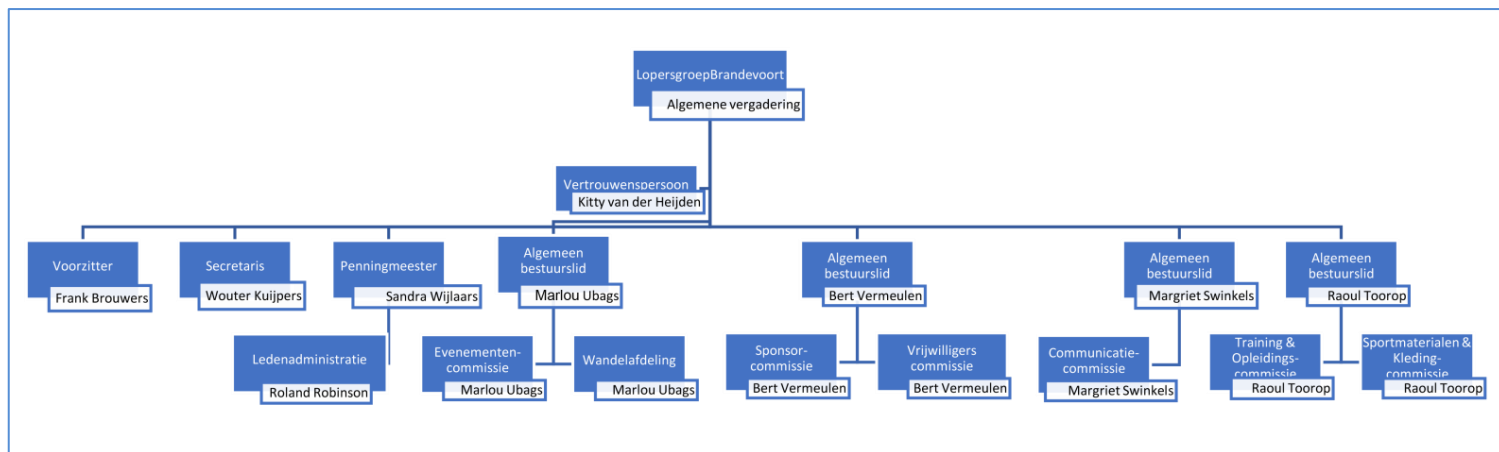 LopersgroepBrandevoort
Algemene vergadering
Vertrouwenspersoon
Kitty van der Heijden
Voorzitter
Frank Brouwers
Secretaris
Wouter Kuijpers
Penningmeester
Sandra Wijlaars
Algemeen
bestuurslid
Marlou Ubags
Algemeen
bestuurslid
Bert Vermeulen
Algemeen
bestuurslid
Margriet Swinkels
Algemeen
bestuurslid
Raoul Toorop
Ledenadministratie
Roland Robinson
Evenementen-
commissie
Marlou Ubags
Wandelafdeling
Marlou Ubags
Sponsor-
commissie
Bert Vermeulen
Vrijwilligers
commissie
Bert Vermeulen
Communicatie-
commissie
Margriet Swinkels
Training &
Opleidings-
commissie
Raoul Toorop
Sportmaterialen &
Kleding-
commissie
Raoul Toorop